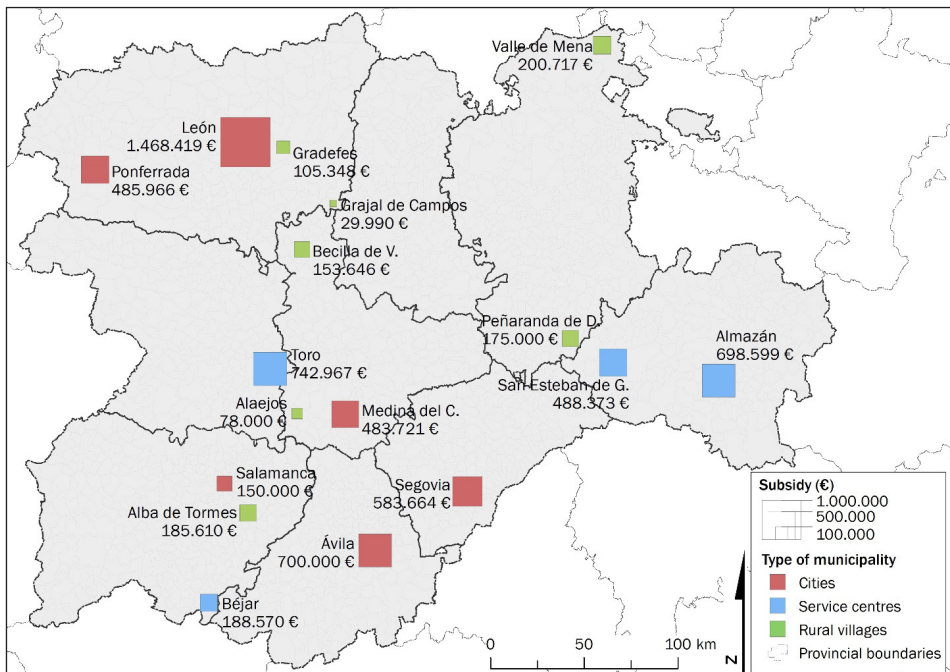 Valle de Mena
200.717 €
León
1.468.419 €
Gradefes
105.348 €
Ponferrada
485.966 €
Grajal de Campos
29.990 €
Becilla de V.
153.646 €
Peñaranda de D.
175.000 €
Almazán
698.599 €
Toro
742.967 €
San Esteban de G.
488.373 €
Alaejos
78.000 €
Medina del C.
483.721 €
Salamanca
150.000 €
Segovia
583.664 €
Alba de Tormes
185.610 €
Ávila
700.000 €
Béjar
188.570 €
Subsidy (€)
1.000.000
500.000
100.000
Type of municipality
Cities
Service centres
Rural villages
Provincial boundaries
0 50 100 km
N